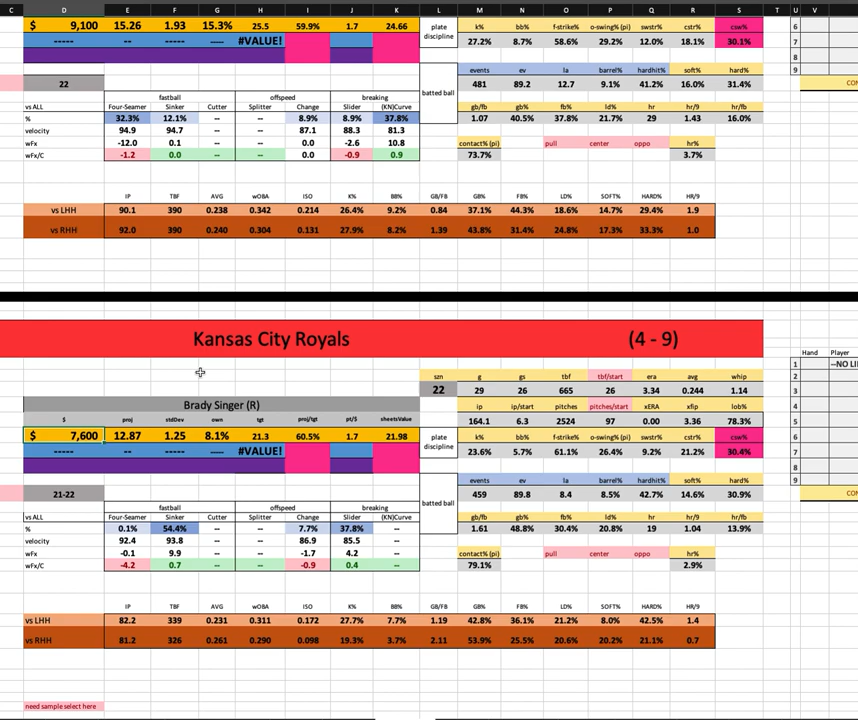 C D E F G H I J K L M N O P Q R S T U V
$ 9,100 15.26 1.93 15.3% 25.5 59.9% 1.7 24.66 plate discipline k% bb% f-strike% o-swing% (pi) swstr% cstr% csw% 6
----- -- ---- ---- #VALUE! 27.2% 8.7% 58.6% 29.2% 12.0% 18.1% 30.1% 7
8
22 events ev la barrel% hardhit% soft% hard% 9
batted ball 481 89.2 12.7 9.1% 41.2% 16.0% 31.4% CON
fastball offspeed breaking
vs ALL Four-Seamer Sinker Cutter Splitter Change Slider (KN)Curve gb/fb gb% fb% ld% hr hr/9 hr/fb
% 32.3% 12.1% -- -- 8.9% 8.9% 37.8% 1.07 40.5% 37.8% 21.7% 29 1.43 16.0%
velocity 94.9 94.7 -- -- 87.1 88.3 81.3
wFx -12.0 0.1 -- -- 0.0 -2.6 10.8 contact% (pi) pull center oppo hr%
wFx/C -1.2 0.0 -- -- 0.0 -0.9 0.9 73.7% 3.7%
IP TBF AVG wOBA ISO K% BB% GB/FB GB% FB% LD% SOFT% HARD% HR/9
vs LHH 90.1 390 0.238 0.342 0.214 26.4% 9.2% 0.84 37.1% 44.3% 18.6% 14.7% 29.4% 1.9
vs RHH 92.0 390 0.240 0.304 0.131 27.9% 8.2% 1.39 43.8% 31.4% 24.8% 17.3% 33.3% 1.0
Kansas City Royals (4 - 9)
Hand Player
1 --NO LI
szn g gs tbf tbf/start era avg whip 2
22 29 26 665 26 3.34 0.244 1.14 3
Brady Singer (R) ip ip/start pitches pitches/start xERA xfip lob% 4
$ proj stdDev own tgt proj/tgt pt/$ sheetsValue 164.1 6.3 2524 97 0.00 3.36 78.3% 5
$ 7,600 12.87 1.25 8.1% 21.3 60.5% 1.7 21.98 plate discipline k% bb% f-strike% o-swing% (pi) swstr% cstr% csw% 6
----- -- ---- ---- #VALUE! 23.6% 5.7% 61.1% 26.4% 9.2% 21.2% 30.4% 7
8
events ev la barrel% hardhit% soft% hard% 9
21-22 batted ball 459 89.8 8.4 8.5% 42.7% 14.6% 30.9% CON
fastball offspeed breaking
vs ALL Four-Seamer Sinker Cutter Splitter Change Slider (KN)Curve gb/fb gb% fb% ld% hr hr/9 hr/fb
% 0.1% 54.4% -- -- 7.7% 37.8% -- 1.61 48.8% 30.4% 20.8% 19 1.04 13.9%
velocity 92.4 93.8 -- -- 86.9 85.5 --
wFx -0.1 9.9 -- -- -1.7 4.2 -- contact% (pi) pull center oppo hr%
wFx/C -4.2 0.7 -- -- -0.9 0.4 -- 79.1% 2.9%
IP TBF AVG wOBA ISO K% BB% GB/FB GB% FB% LD% SOFT% HARD% HR/9
vs LHH 82.2 339 0.231 0.311 0.172 27.7% 7.7% 1.19 42.8% 36.1% 21.2% 8.0% 42.5% 1.4
vs RHH 81.2 326 0.261 0.290 0.098 19.3% 3.7% 2.11 53.9% 25.5% 20.6% 20.2% 21.1% 0.7
need sample select here